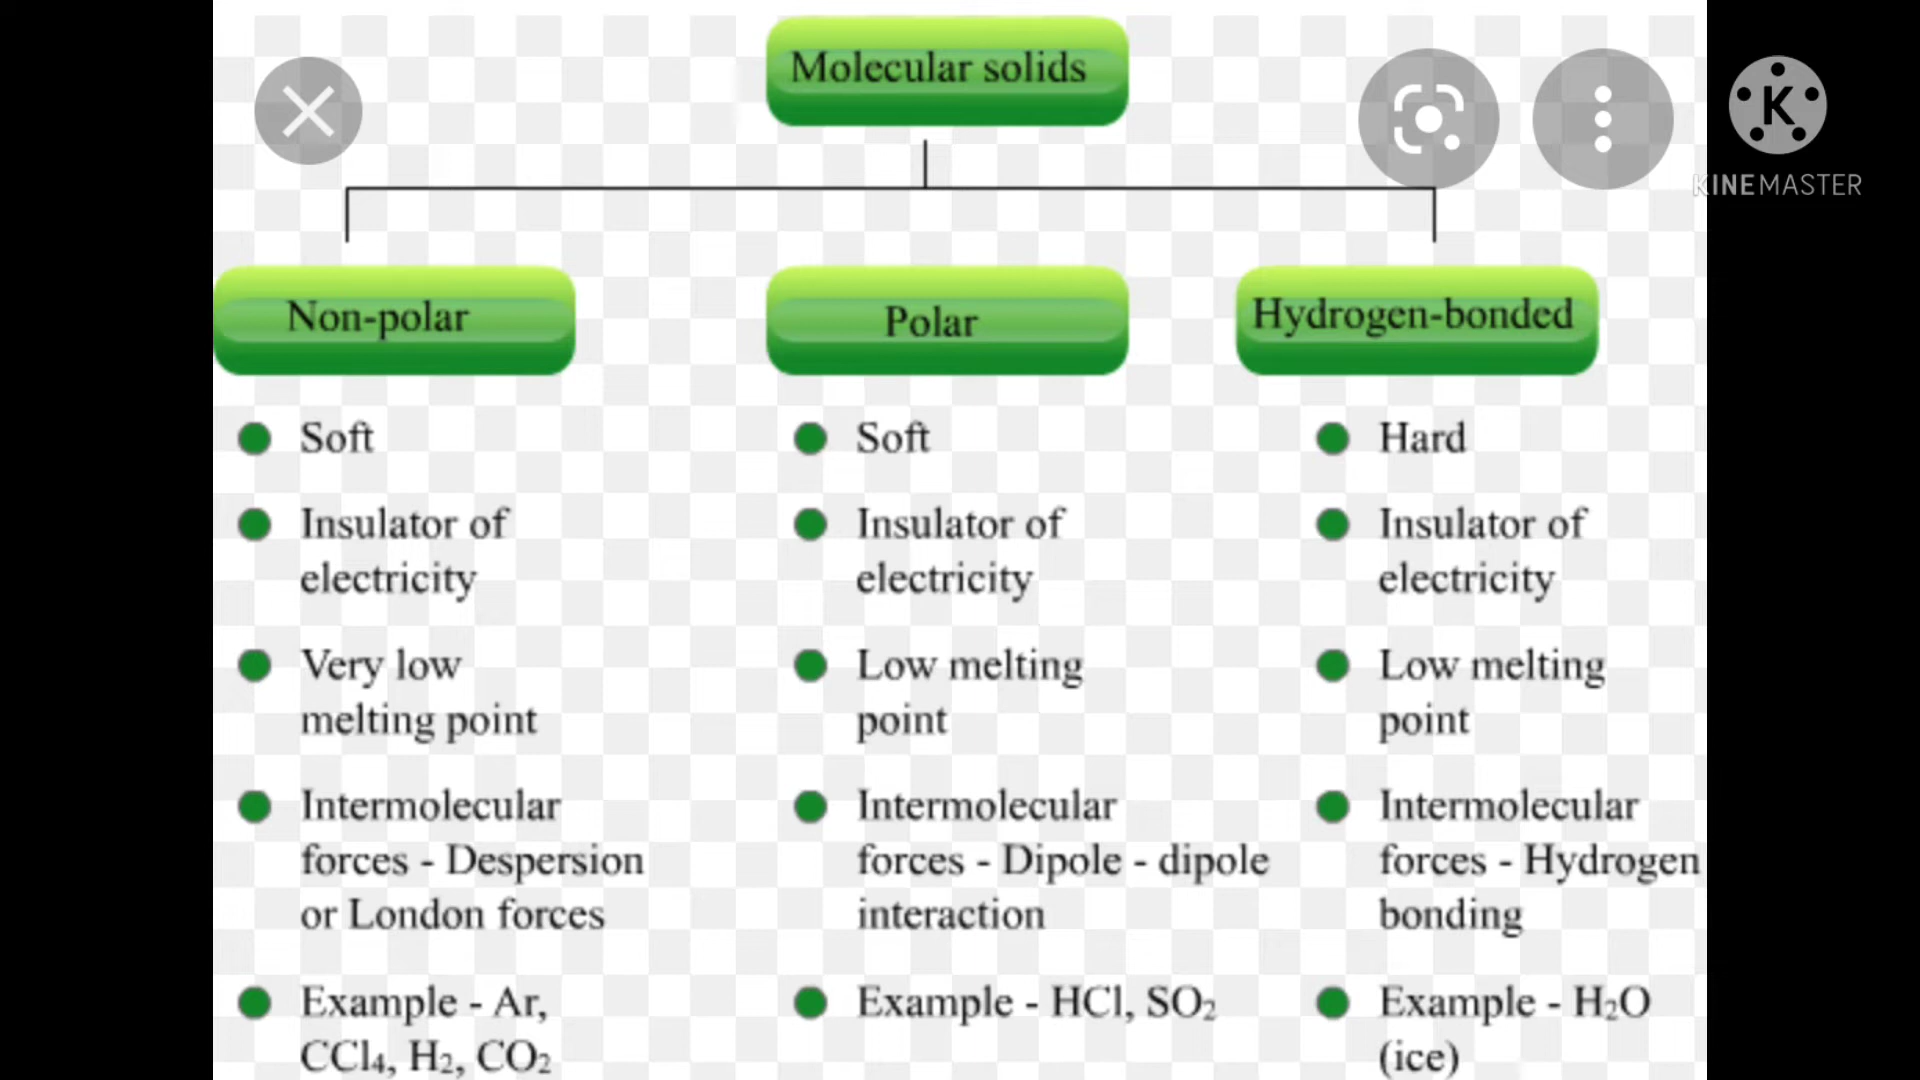 Molecular solids
KINEMASTER
Non-polar
Polar
Hydrogen-bonded
Soft
Insulator of
electricity
Very low
melting point
Intermolecular
forces - Despersion
or London forces
Example - Ar,
CCl₄, H₂, CO₂
Soft
Insulator of
electricity
Low melting
point
Intermolecular
forces - Dipole - dipole
interaction
Example - HCl, SO₂
Hard
Insulator of
electricity
Low melting
point
Intermolecular
forces - Hydrogen
bonding
Example - H₂O
(ice)